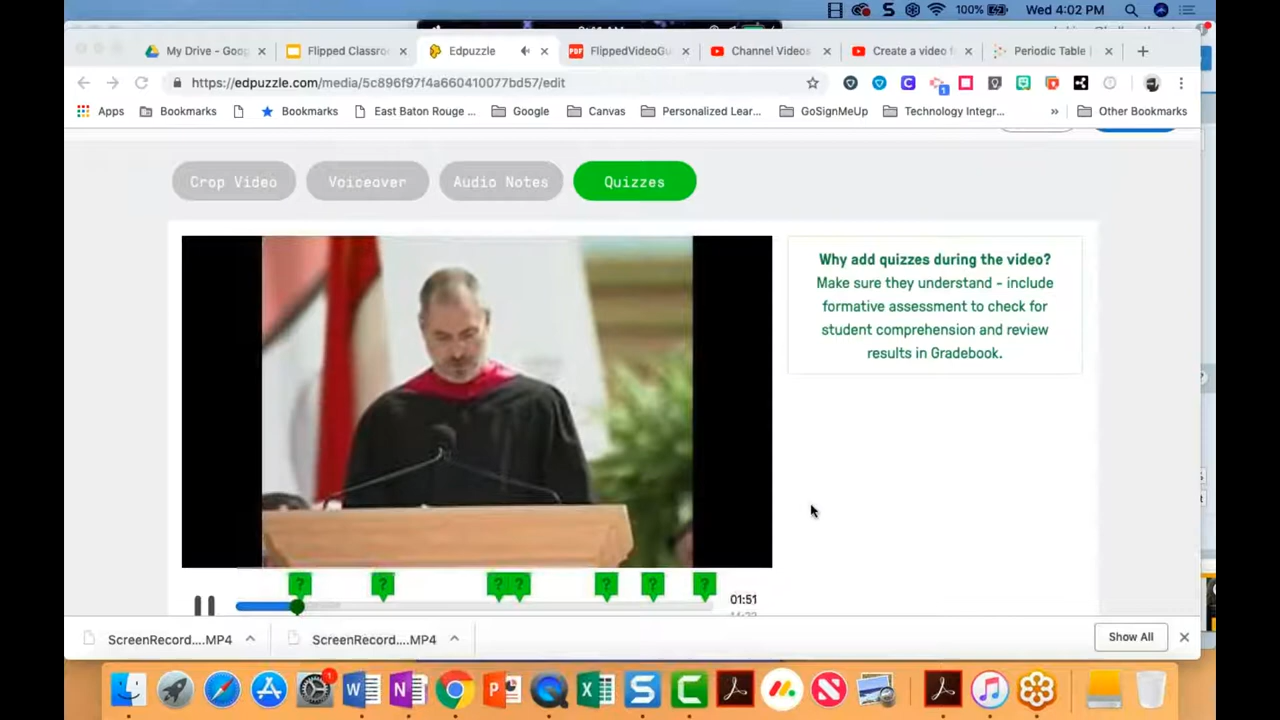 100% Wed 4:02 PM
My Drive - Goog
Flipped Classro
Edpuzzle
FlippedVideoGu
Channel Videos
Create a video f
Periodic Table
https://edpuzzle.com/media/5c896f97f4a660410077bd57/edit
Apps
Bookmarks
Bookmarks
East Baton Rouge ...
Google
Canvas
Personalized Lear...
GoSignMeUp
Technology Integr...
»
Other Bookmarks
Crop Video
Voiceover
Audio Notes
Quizzes
Why add quizzes during the video?
Make sure they understand - include
formative assessment to check for
student comprehension and review
results in Gradebook.
? ? ? ? ? ? ?
01:51
ScreenRecord....MP4
ScreenRecord....MP4
Show All